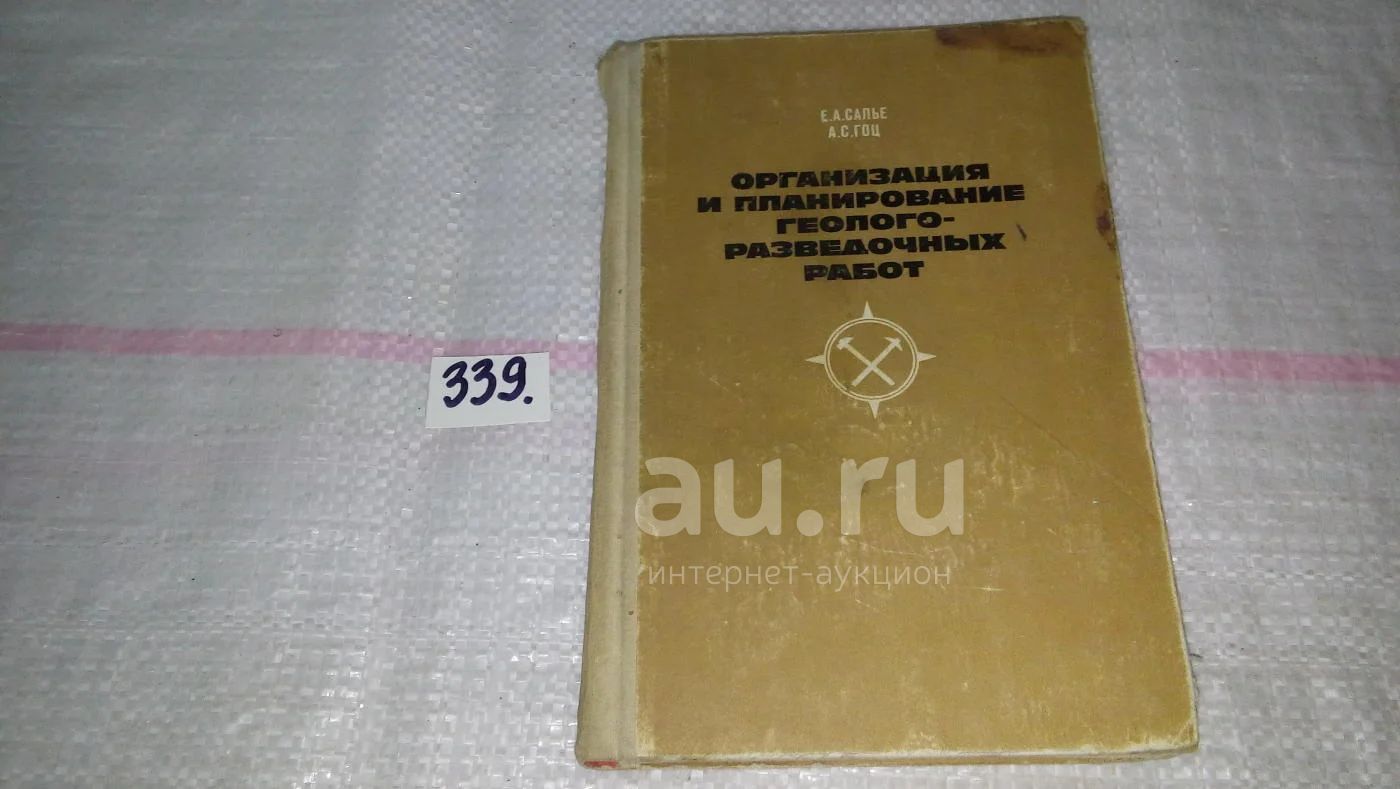 Е.А.САЛЬЕ
А.С.ГОЦ
ОРГАНИЗАЦИЯ
И ПЛАНИРОВАНИЕ
ГЕОЛОГО-
РАЗВЕДОЧНЫХ
РАБОТ
339.
au.ru
интернет-аукцион